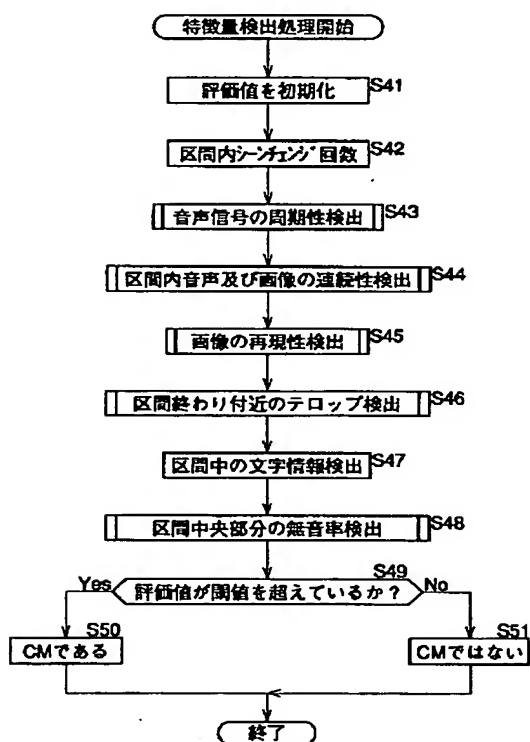 特徴量検出処理開始
評価値を初期化 S41
区間内シーンチェンジ回数 S42
音声信号の周期性検出 S43
区間内音声及び画像の連続性検出 S44
画像の再現性検出 S45
区間終わり付近のテロップ検出 S46
区間中の文字情報検出 S47
区間中央部分の無音率検出 S48
S49
Yes 評価値が閾値を超えているか? No
S50 S51
CMである CMではない
終了